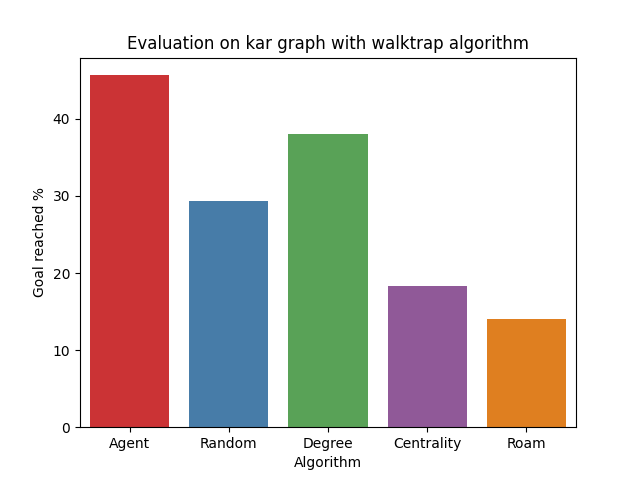 Evaluation on kar graph with walktrap algorithm
Goal reached %
40
30
20
10
0
Agent Random Degree Centrality Roam
Algorithm